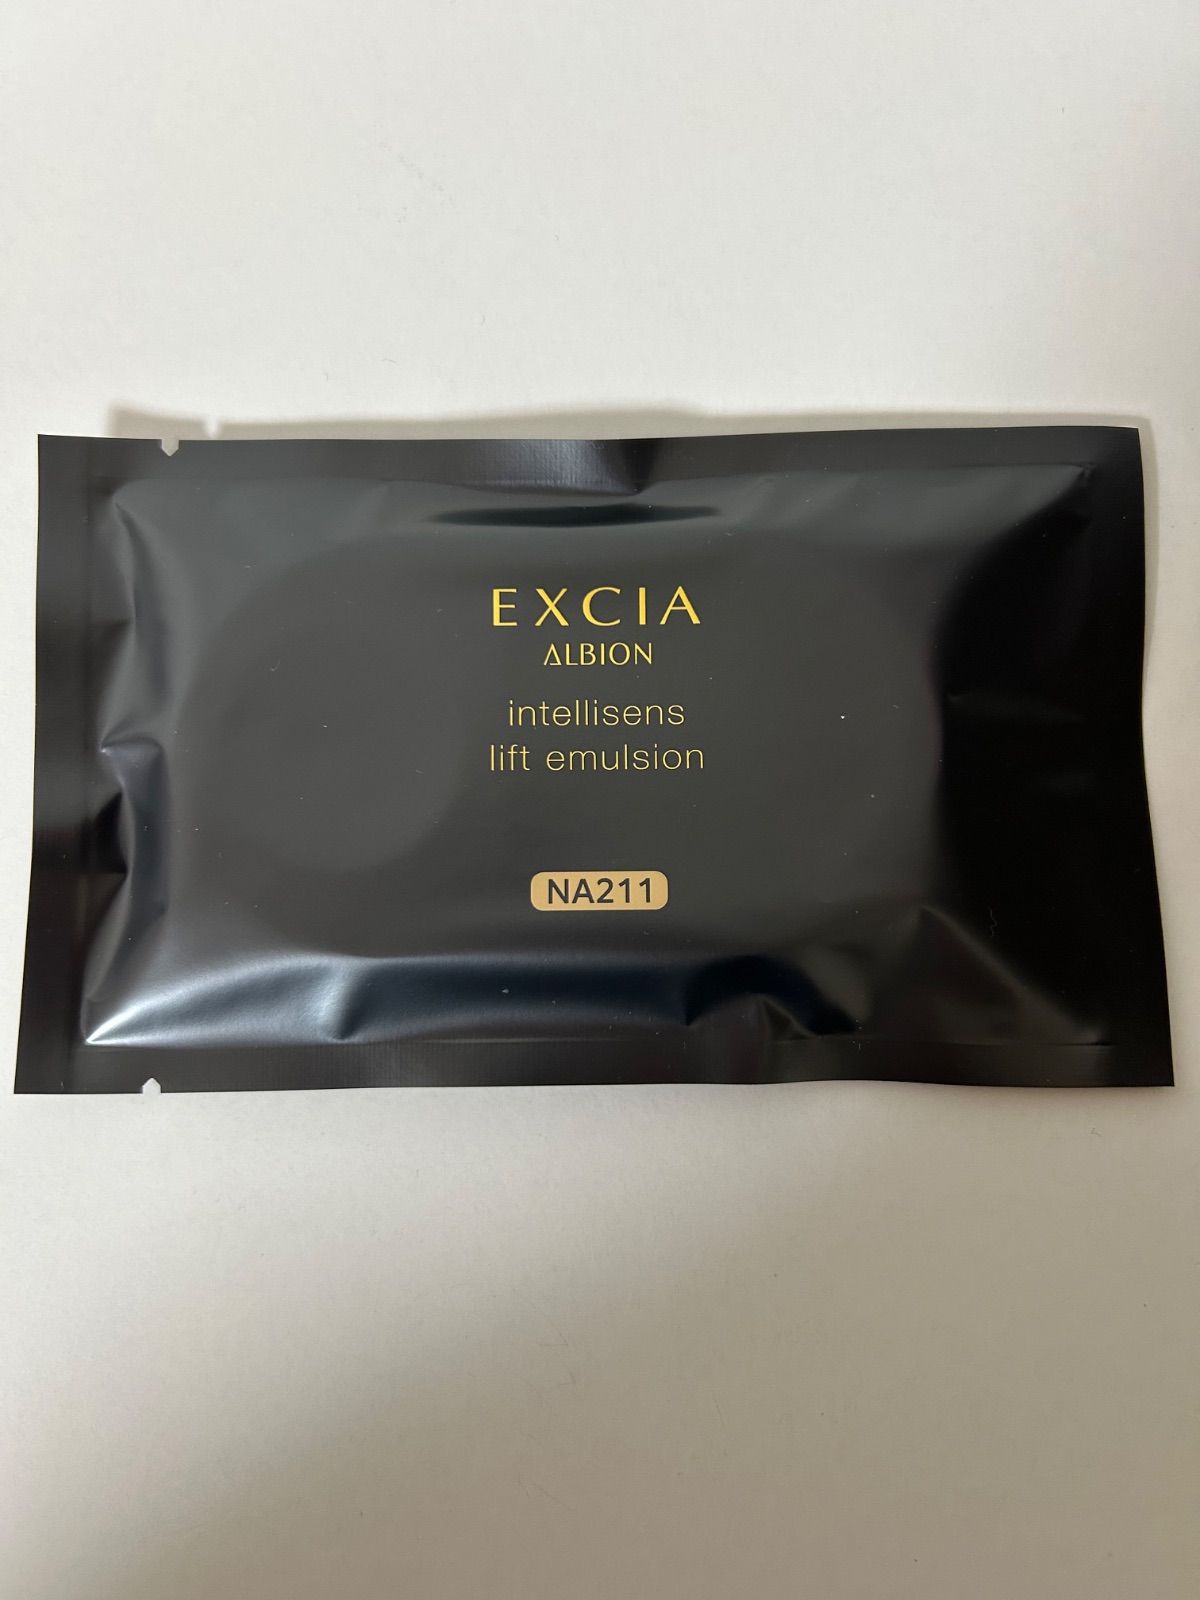 EXCIA
ALBION
intellisens
lift emulsion
NA211